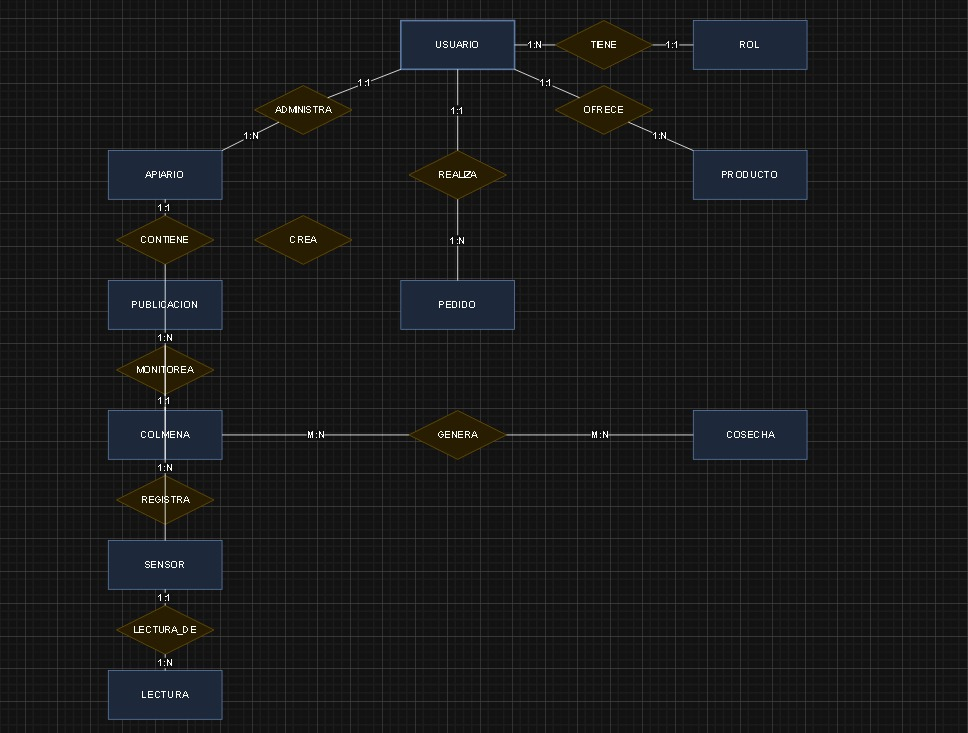 USUARIO
1:N
TIENE
1:1
ROL
1:1
1:1
ADMINISTRA
1:1
OFRECE
1:N
1:N
APIARIO
REALIZA
PRODUCTO
1:1
CONTIENE
CREA
1:N
PUBLICACION
PEDIDO
1:N
MONITOREA
1:1
COLMENA
M:N
GENERA
M:N
COSECHA
1:N
REGISTRA
SENSOR
1:1
LECTURA_DE
1:N
LECTURA